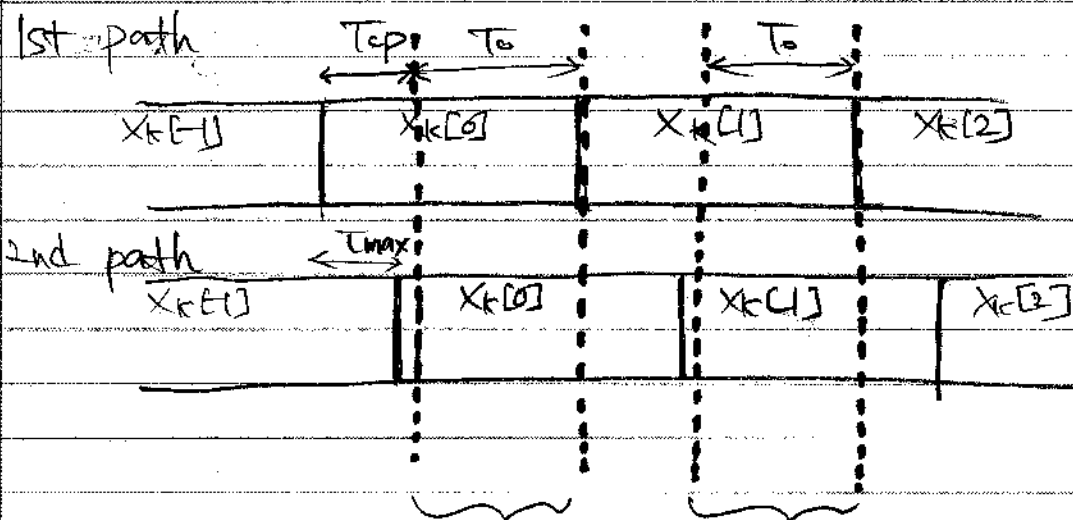 1st path
Tcp To To
Xk[-1] Xk[0] Xk[1] Xk[2]
2nd path
τmax
Xk[-1] Xk[0] Xk[1] Xk[2]